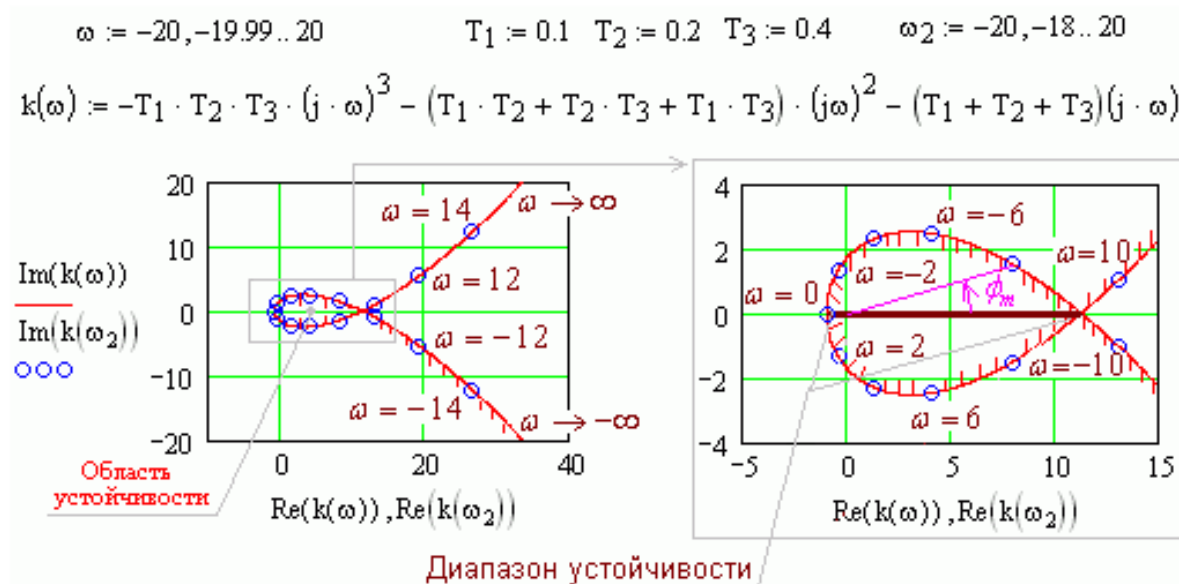 ω := −20,−19.99.. 20 T₁ := 0.1 T₂ := 0.2 T₃ := 0.4 ω₂ := −20,−18.. 20
k(ω) := −T₁ · T₂ · T₃ · (j · ω)³ − (T₁ · T₂ + T₂ · T₃ + T₁ · T₃) · (jω)² − (T₁ + T₂ + T₃)(j · ω)
Im(k(ω))
Im(k(ω₂))
20
10
0
−10
−20
ω = 14
ω → ∞
ω = 12
ω = −12
ω = −14
ω → −∞
0
20
40
Re(k(ω)) ,Re(k(ω₂))
Область
устойчивости
4
2
0
−2
−4
ω = −6
ω = 10
ω = −2
ω = 0
ϕₘ
ω = 2
ω = −10
ω = 6
−5
0
5
10
15
Re(k(ω)) ,Re(k(ω₂))
Диапазон устойчивости